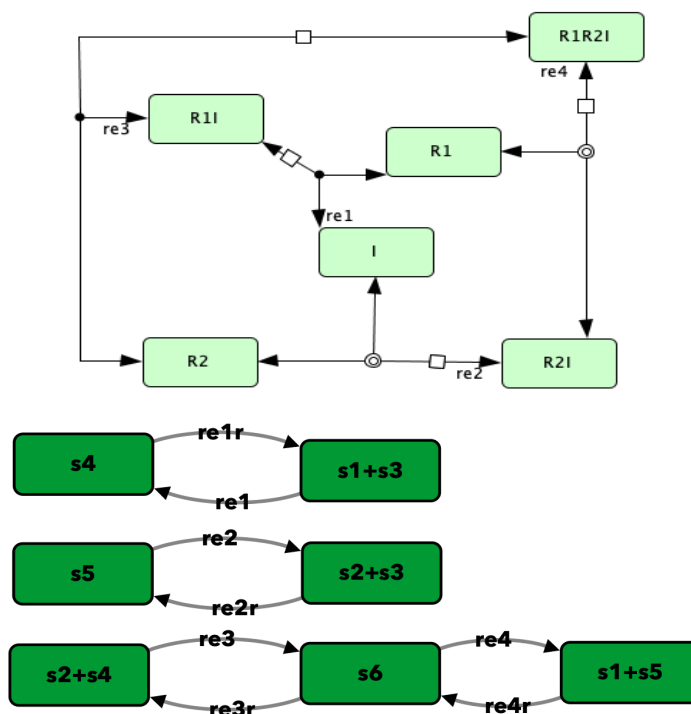 R1R2I
re4
R1I
re3
R1
re1
I
R2
R2I
re2
re1r
s4
s1+s3
re1
re2
s5
s2+s3
re2r
re3
re4
s2+s4
s6
s1+s5
re3r
re4r